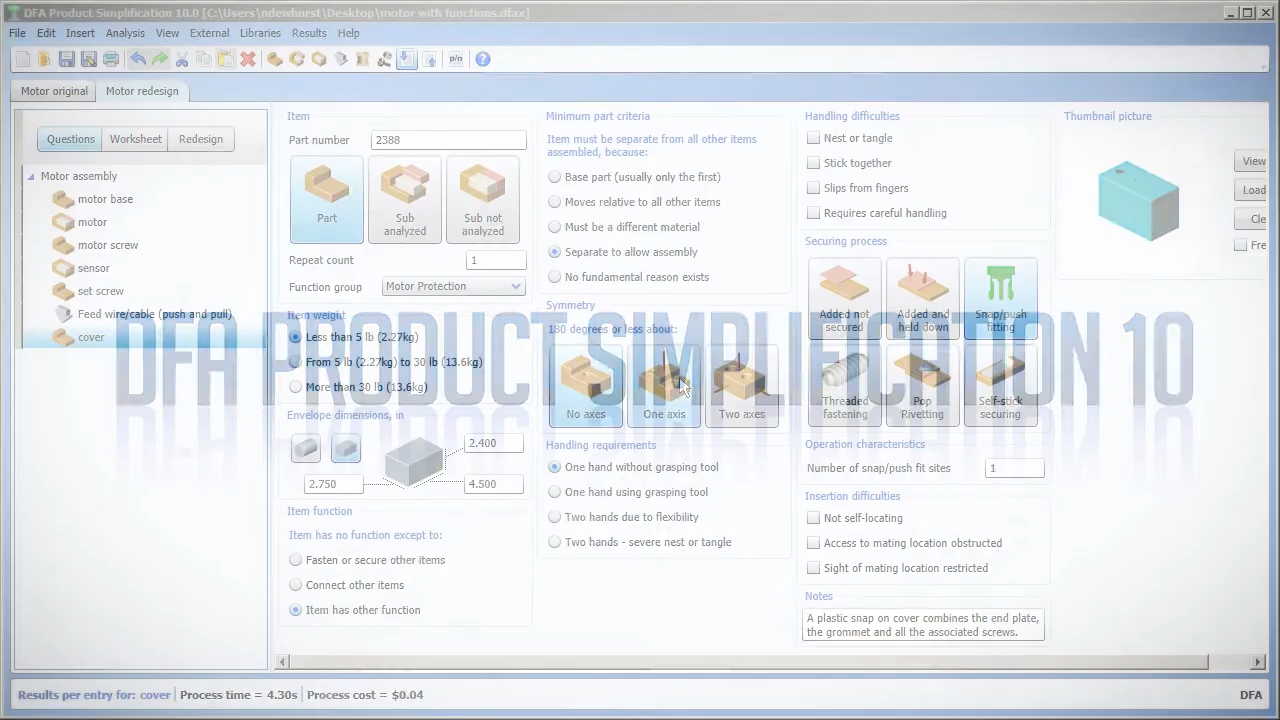 DFA Product Simplification 10.0 [C:\Users\ndewhurst\Desktop\motor with functions.dfax]
File Edit Insert Analysis View External Libraries Results Help
p/n
Motor original
Motor redesign
Questions
Worksheet
Redesign
Motor assembly
motor base
motor
motor screw
sensor
set screw
Feed wire/cable (push and pull)
cover
Item
Part number
2388
Part
Sub
analyzed
Sub not
analyzed
Repeat count
1
Function group
Motor Protection
Item weight
Less than 5 lb (2.27kg)
From 5 lb (2.27kg) to 30 lb (13.6kg)
More than 30 lb (13.6kg)
Envelope dimensions, in
2.400
2.750
4.500
Item function
Item has no function except to:
Fasten or secure other items
Connect other items
Item has other function
Minimum part criteria
Item must be separate from all other items
assembled, because:
Base part (usually only the first)
Moves relative to all other items
Must be a different material
Separate to allow assembly
No fundamental reason exists
Symmetry
180 degrees or less about:
No axes
One axis
Two axes
Handling requirements
One hand without grasping tool
One hand using grasping tool
Two hands due to flexibility
Two hands - severe nest or tangle
Handling difficulties
Nest or tangle
Stick together
Slips from fingers
Requires careful handling
Securing process
Added not
secured
Added and
held down
Snap/push
fitting
Threaded
fastening
Pop
Rivetting
Self-stick
securing
Operation characteristics
Number of snap/push fit sites
1
Insertion difficulties
Not self-locating
Access to mating location obstructed
Sight of mating location restricted
Notes
A plastic snap on cover combines the end plate,
the grommet and all the associated screws.
Thumbnail picture
View
Load
Cle
Fre
DFA PRODUCT SIMPLIFICATION 10
Results per entry for: cover
Process time = 4.30s
Process cost = $0.04
DFA